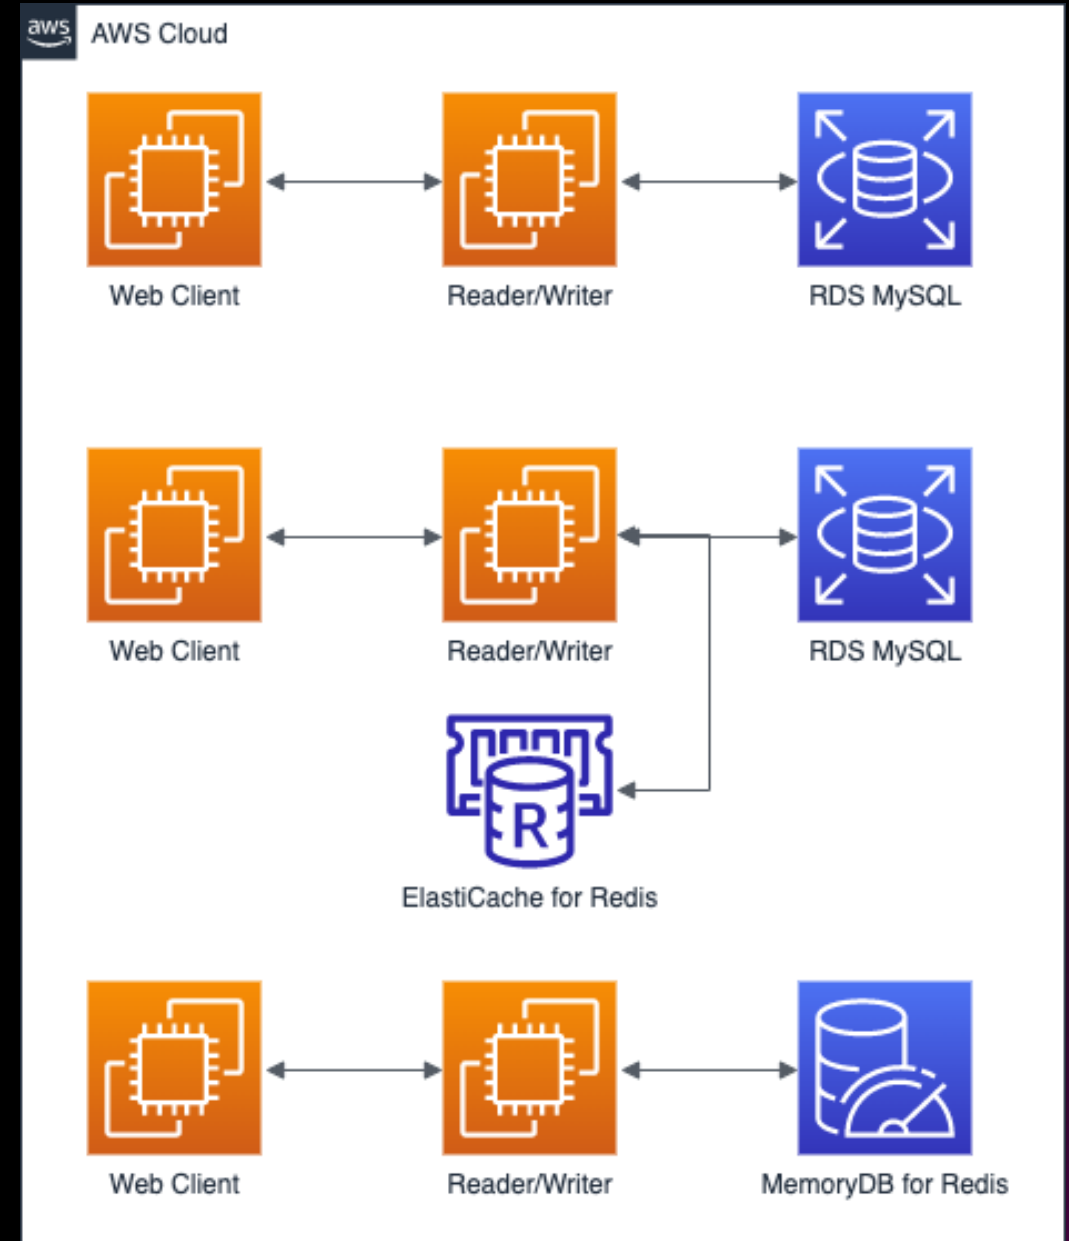 aws
AWS Cloud
Web Client
Reader/Writer
RDS MySQL
Web Client
Reader/Writer
RDS MySQL
R
ElastiCache for Redis
Web Client
Reader/Writer
MemoryDB for Redis